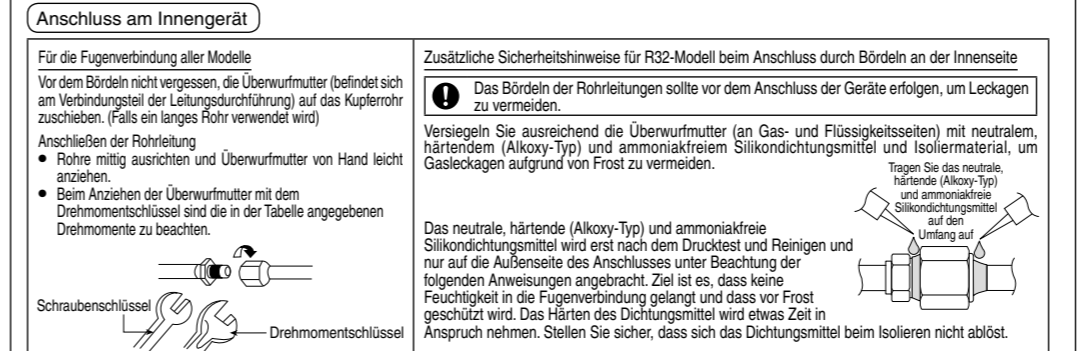 Anschluss am Innengerät
Für die Fugenverbindung aller Modelle
Vor dem Bördeln nicht vergessen, die Überwurfmutter (befindet sich
am Verbindungsteil der Leitungsdurchführung) auf das Kupferrohr
zuschieben. (Falls ein langes Rohr verwendet wird)
Anschließen der Rohrleitung
● Rohre mittig ausrichten und Überwurfmutter von Hand leicht
anziehen.
● Beim Anziehen der Überwurfmutter mit dem
Drehmomentschlüssel sind die in der Tabelle angegebenen
Drehmomente zu beachten.
Schraubenschlüssel
Drehmomentschlüssel
Zusätzliche Sicherheitshinweise für R32-Modell beim Anschluss durch Bördeln an der Innenseite
Das Bördeln der Rohrleitungen sollte vor dem Anschluss der Geräte erfolgen, um Leckagen
zu vermeiden.
Versiegeln Sie ausreichend die Überwurfmutter (an Gas- und Flüssigkeitsseiten) mit neutralem,
härtendem (Alkoxy-Typ) und ammoniakfreiem Silikondichtungsmittel und Isoliermaterial, um
Gasleckagen aufgrund von Frost zu vermeiden.
Tragen Sie das neutrale,
härtende (Alkoxy-Typ)
und ammoniakfreie
Silikondichtungsmittel
auf den
Umfang auf
Das neutrale, härtende (Alkoxy-Typ) und ammoniakfreie
Silikondichtungsmittel wird erst nach dem Drucktest und Reinigen und
nur auf die Außenseite des Anschlusses unter Beachtung der
folgenden Anweisungen angebracht. Ziel ist es, dass keine
Feuchtigkeit in die Fugenverbindung gelangt und dass vor Frost
geschützt wird. Das Härten des Dichtungsmittel wird etwas Zeit in
Anspruch nehmen. Stellen Sie sicher, dass sich das Dichtungsmittel beim Isolieren nicht ablöst.